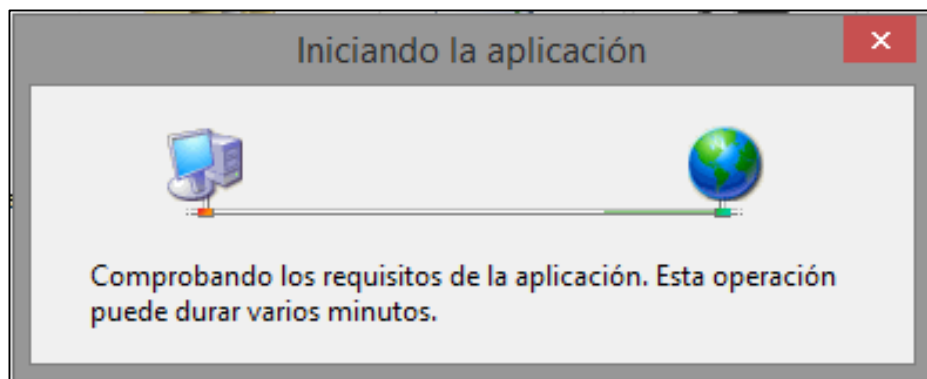 Iniciando la aplicación
Comprobando los requisitos de la aplicación. Esta operación
puede durar varios minutos.